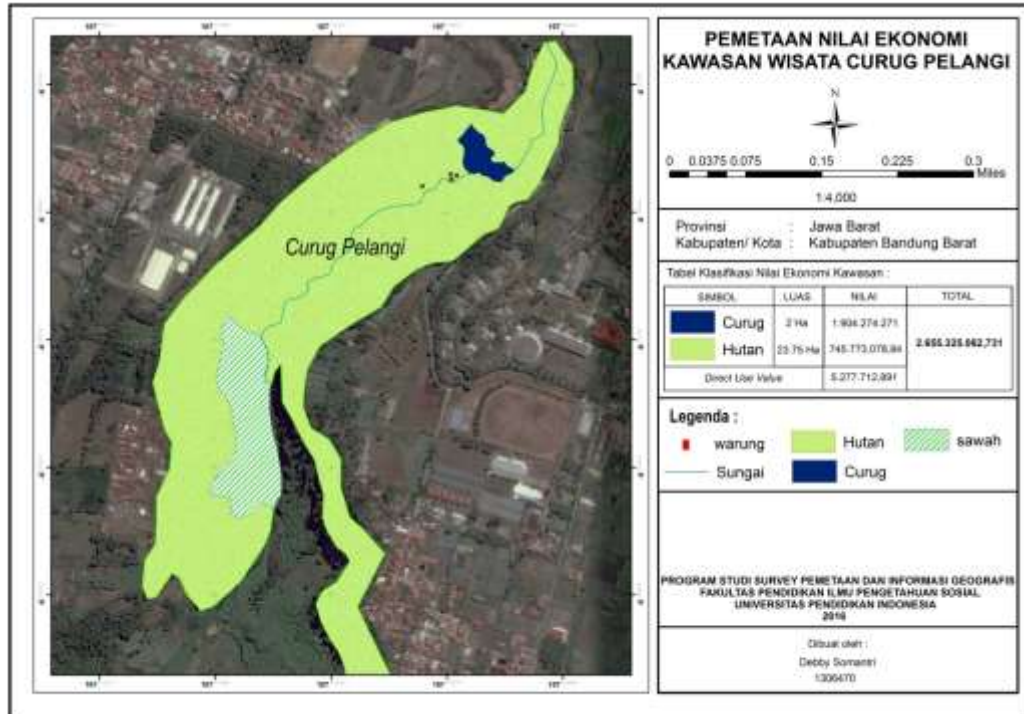 PEMETAAN NILAI EKONOMI
KAWASAN WISATA CURUG PELANGI
N
0 0.0375 0.075 0.15 0.225 0.3
Miles
1:4,000
Provinsi : Jawa Barat
Kabupaten/ Kota : Kabupaten Bandung Barat
Tabel Klasifikasi Nilai Ekonomi Kawasan :
SIMBOL LUAS NILAI TOTAL
Curug 2 Ha 1.904.274.271
Hutan 23.75 Ha 745.773.078,84 2.655.325.062,731
Direct Use Value 5.277.712,891
Legenda :
warung Hutan sawah
Sungai Curug
PROGRAM STUDI SURVEY PEMETAAN DAN INFORMASI GEOGRAFIS
FAKULTAS PENDIDIKAN ILMU PENGETAHUAN SOSIAL
UNIVERSITAS PENDIDIKAN INDONESIA
2016
Dibuat oleh :
Debby Somantri
1306470
Curug Pelangi